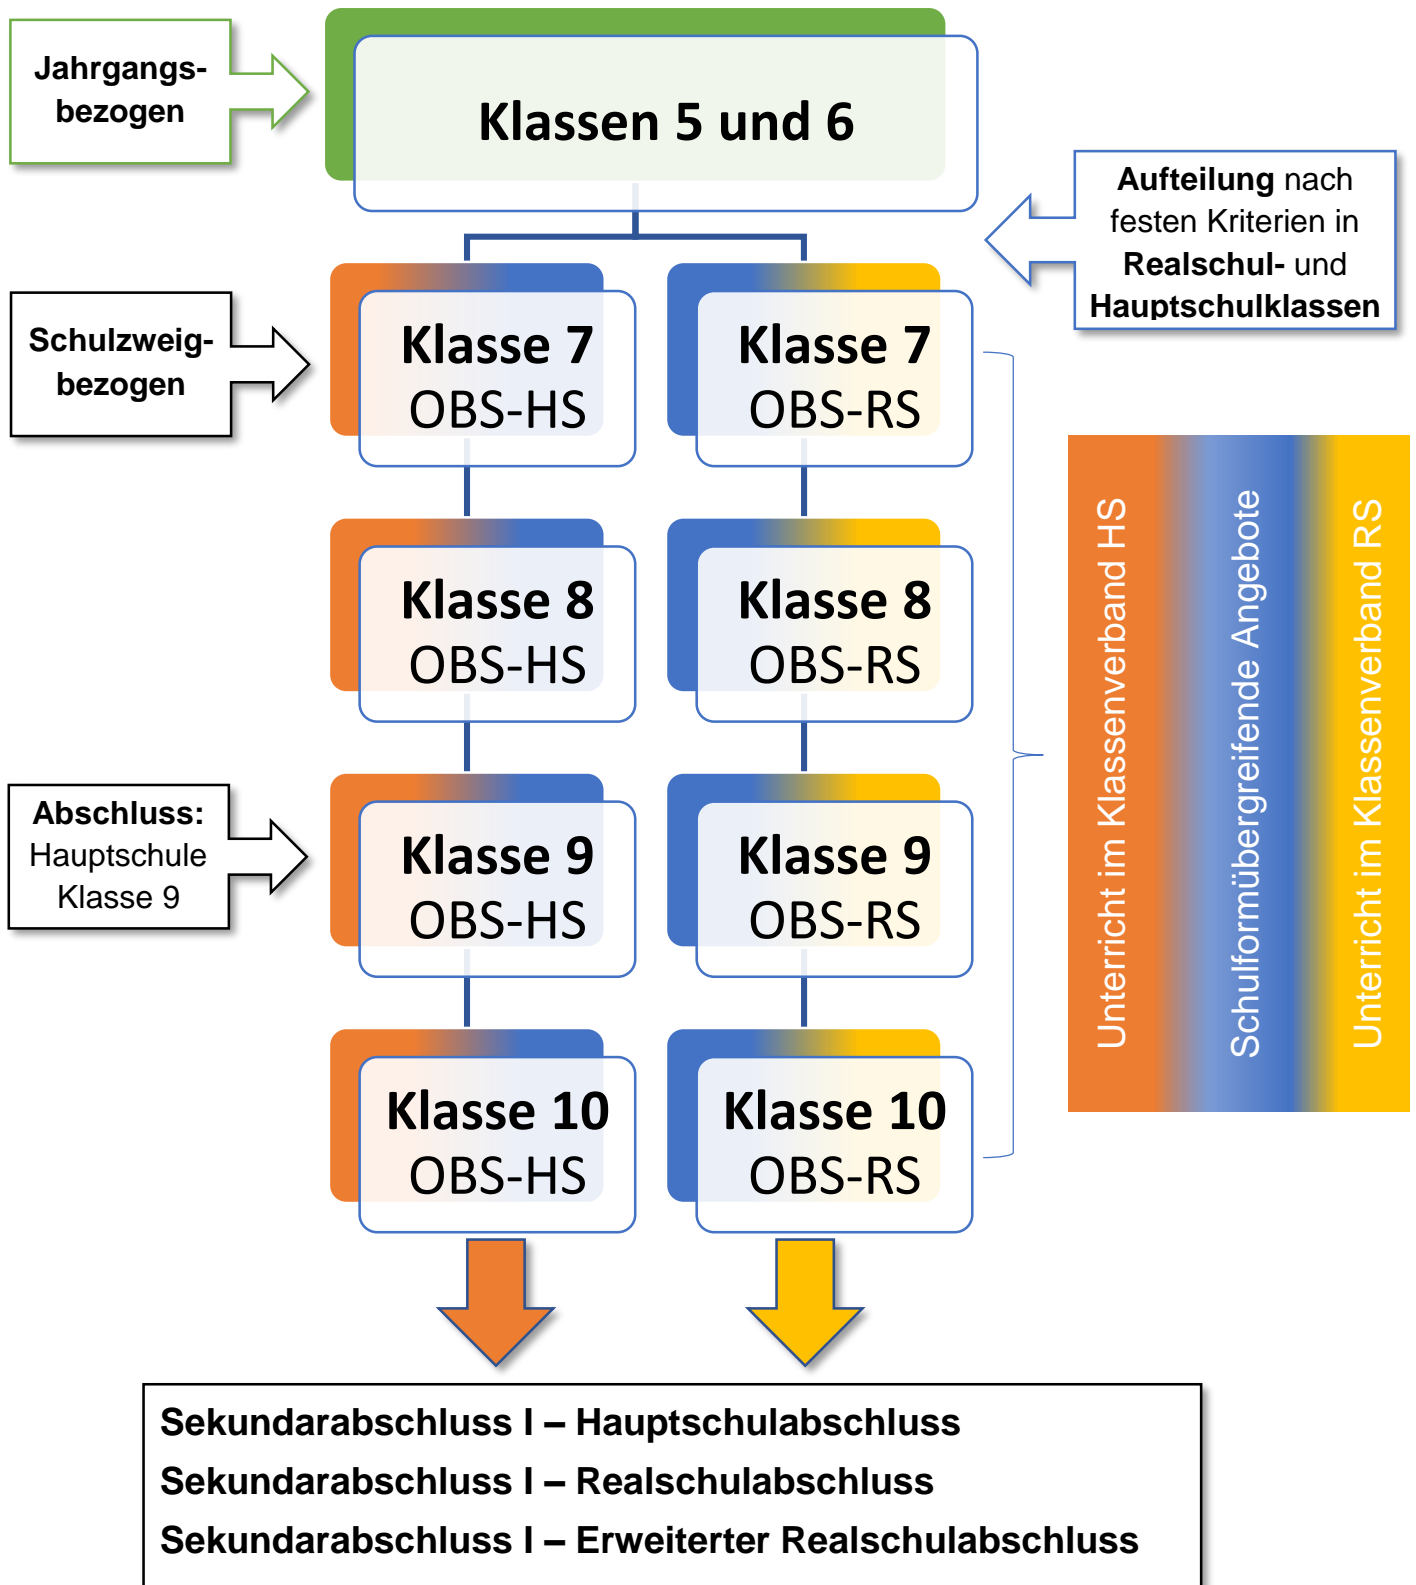 Jahrgangs-
bezogen
Klassen 5 und 6
Aufteilung nach
festen Kriterien in
Realschul- und
Hauptschulklassen
Schulzweig-
bezogen
Klasse 7
OBS-HS
Klasse 7
OBS-RS
Klasse 8
OBS-HS
Klasse 8
OBS-RS
Abschluss:
Hauptschule
Klasse 9
Klasse 9
OBS-HS
Klasse 9
OBS-RS
Klasse 10
OBS-HS
Klasse 10
OBS-RS
Unterricht im Klassenverband HS
Schulformübergreifende Angebote
Unterricht im Klassenverband RS
Sekundarabschluss I – Hauptschulabschluss
Sekundarabschluss I – Realschulabschluss
Sekundarabschluss I – Erweiterter Realschulabschluss